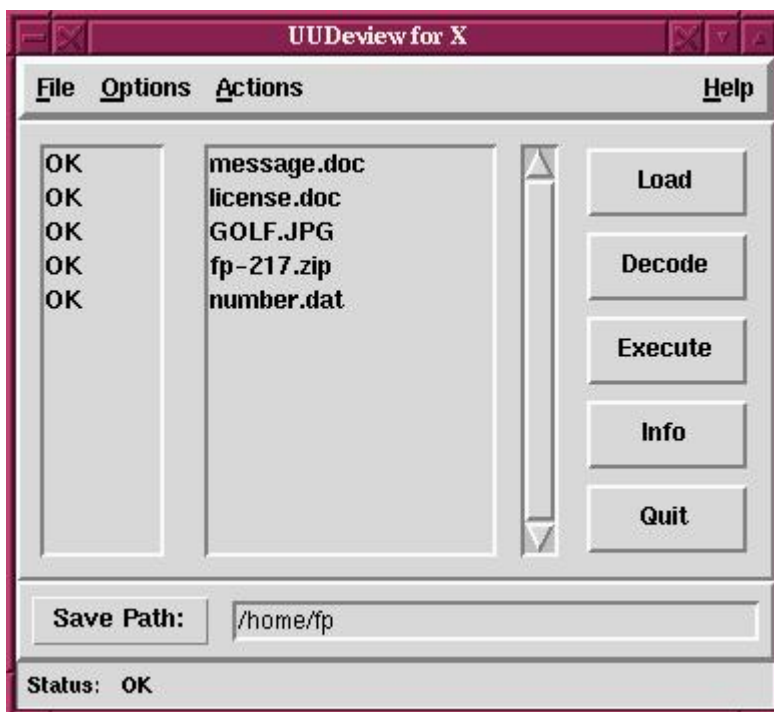 UUDeview for X
File Options Actions Help
OK message.doc
OK license.doc
OK GOLF.JPG
OK fp-217.zip
OK number.dat
Load
Decode
Execute
Info
Quit
Save Path: /home/fp
Status: OK